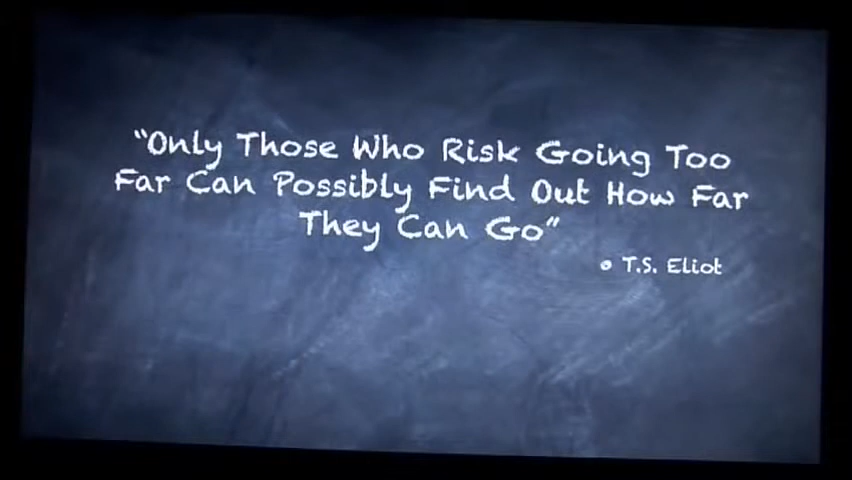 “Only Those Who Risk Going Too
Far Can Possibly Find Out How Far
They Can Go”
• T.S. Eliot